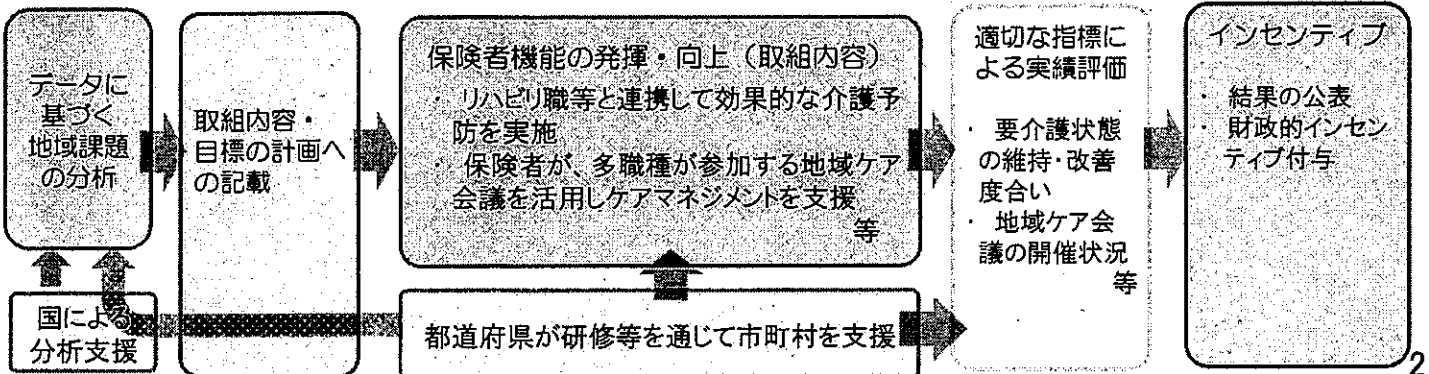 データに
基づく
地域課題
の分析
国による
分析支援
取組内容・
目標の計画へ
の記載
保険者機能の発揮・向上（取組内容）
・ リハビリ職等と連携して効果的な介護予
防を実施
・ 保険者が、多職種が参加する地域ケア
会議を活用しケアマネジメントを支援
等
都道府県が研修等を通じて市町村を支援
適切な指標に
よる実績評価
・ 要介護状態
の維持・改善
度合い
・ 地域ケア会
議の開催状況
等
インセンティブ
・ 結果の公表
・ 財政的インセン
ティブ付与
2